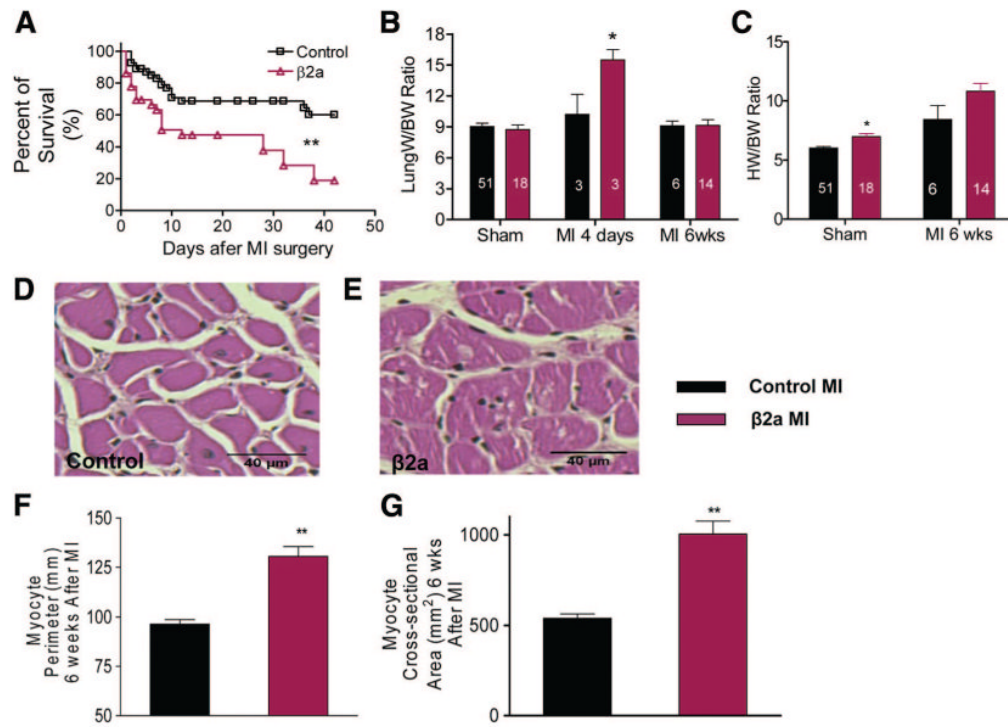 A
100
80
60
40
20
0
Percent of
Survival
(%)
0 10 20 30 40 50
Days afer MI surgery
Control
β2a
**
B
18
15
12
9
6
3
0
LungW/BW Ratio
*
51 18 3 3 6 14
Sham MI 4 days MI 6wks
C
15
10
5
0
HW/BW Ratio
*
51 18 6 14
Sham MI 6 wks
D
Control
40 µm
E
β2a
40 µm
Control MI
β2a MI
F
150
125
100
75
50
Myocyte
Perimeter (mm)
6 weeks After MI
**
G
1000
500
0
Myocyte
Cross-sectional
Area (mm²) 6 wks
After MI
**